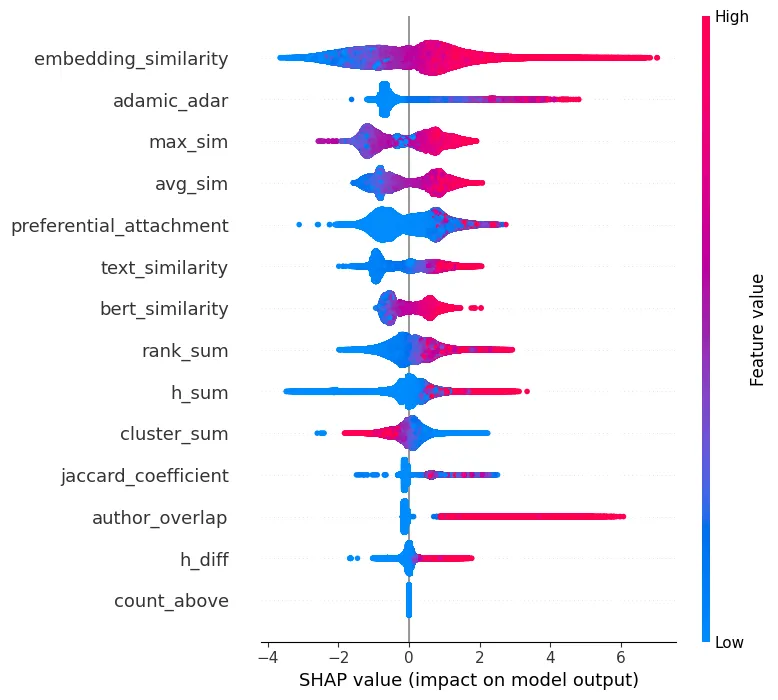 High
embedding_similarity
adamic_adar
max_sim
avg_sim
preferential_attachment
text_similarity
bert_similarity
rank_sum
h_sum
cluster_sum
jaccard_coefficient
author_overlap
h_diff
count_above
Low
Feature value
−4 −2 0 2 4 6
SHAP value (impact on model output)